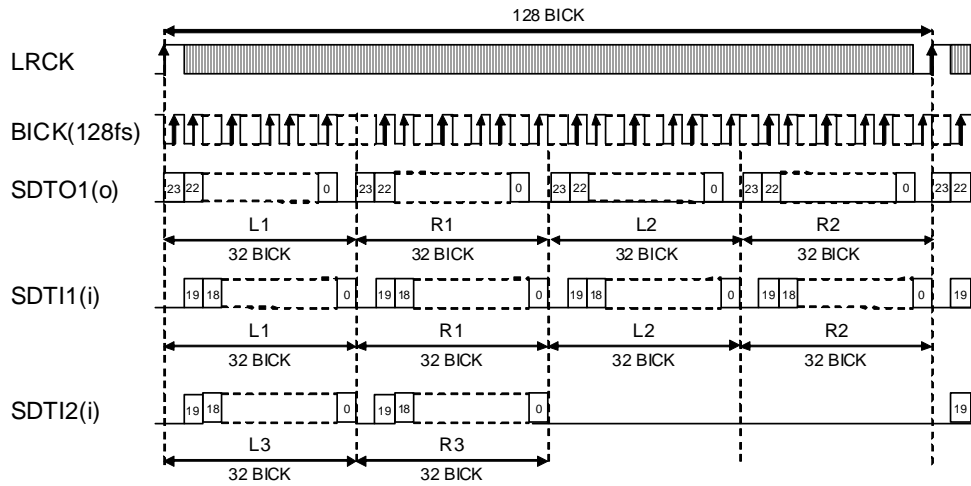 128 BICK
LRCK
BICK(128fs)
SDTO1(o) 23 22 0 23 22 0 23 22 0 23 22 0 23 22
L1 R1 L2 R2
32 BICK 32 BICK 32 BICK 32 BICK
SDTI1(i) 19 18 0 19 18 0 19 18 0 19 18 0 19
L1 R1 L2 R2
32 BICK 32 BICK 32 BICK 32 BICK
SDTI2(i) 19 18 0 19 18 0 19
L3 R3
32 BICK 32 BICK